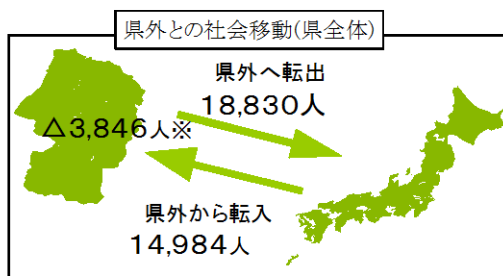 県外との社会移動(県全体)
県外へ転出
18,830人
△3,846人※
県外から転入
14,984人